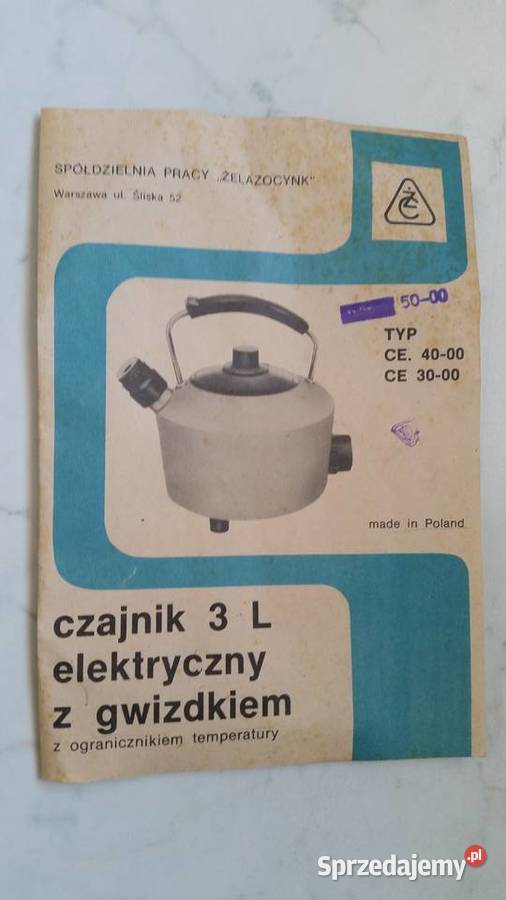 SPÓŁDZIELNIA PRACY „ŻELAZOCYNK"
Warszawa ul. Śliska 52
ŻC
50-00
TYP
CE. 40-00
CE 30-00
made in Poland
czajnik 3 L
elektryczny
z gwizdkiem
z ogranicznikiem temperatury
Sprzedajemy.pl